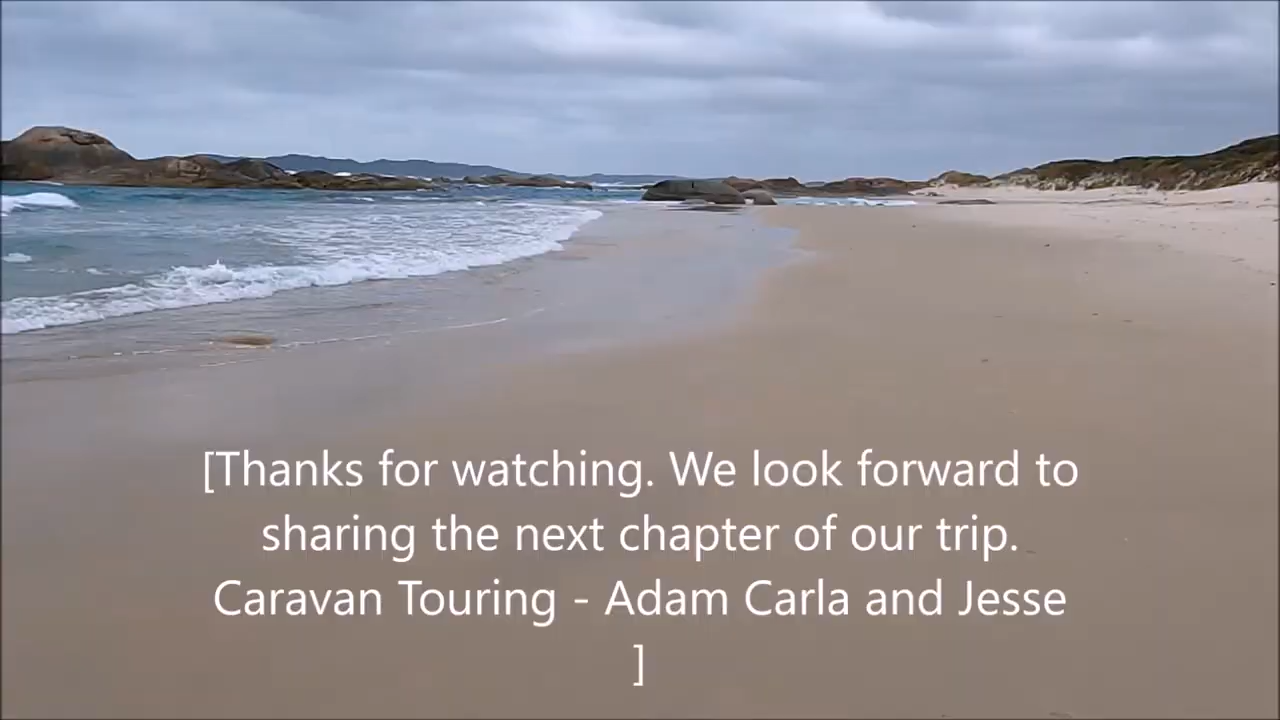 [Thanks for watching. We look forward to
sharing the next chapter of our trip.
Caravan Touring - Adam Carla and Jesse
]